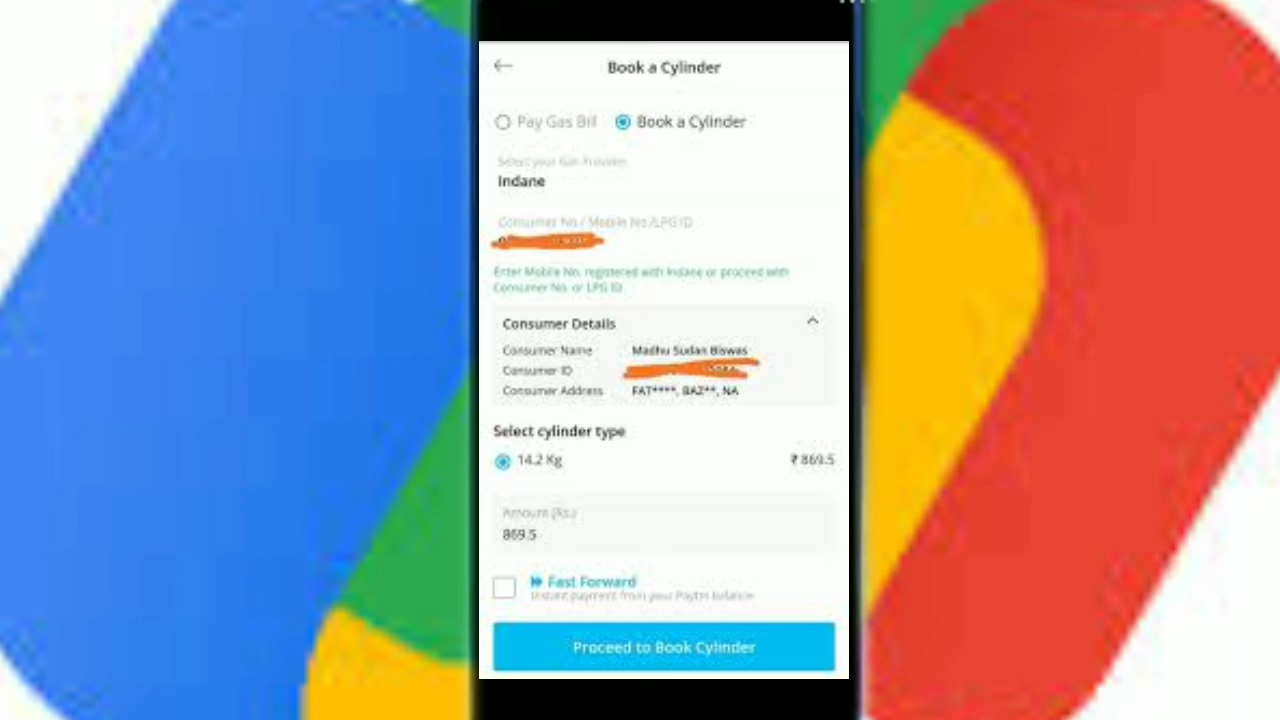 Book a Cylinder
Pay Gas Bill Book a Cylinder
Select your Gas Provider
Indane
Consumer No./ Mobile No./LPG ID
Enter Mobile No. registered with Indane or proceed with
Consumer No. or LPG ID
Consumer Details
Consumer Name Madhu Sudan Biswas
Consumer ID
Consumer Address FAT****, BAZ**, NA
Select cylinder type
14.2 Kg ₹ 869.5
Amount (Rs.)
869.5
Fast Forward
Instant payment from your Paytm balance
Proceed to Book Cylinder